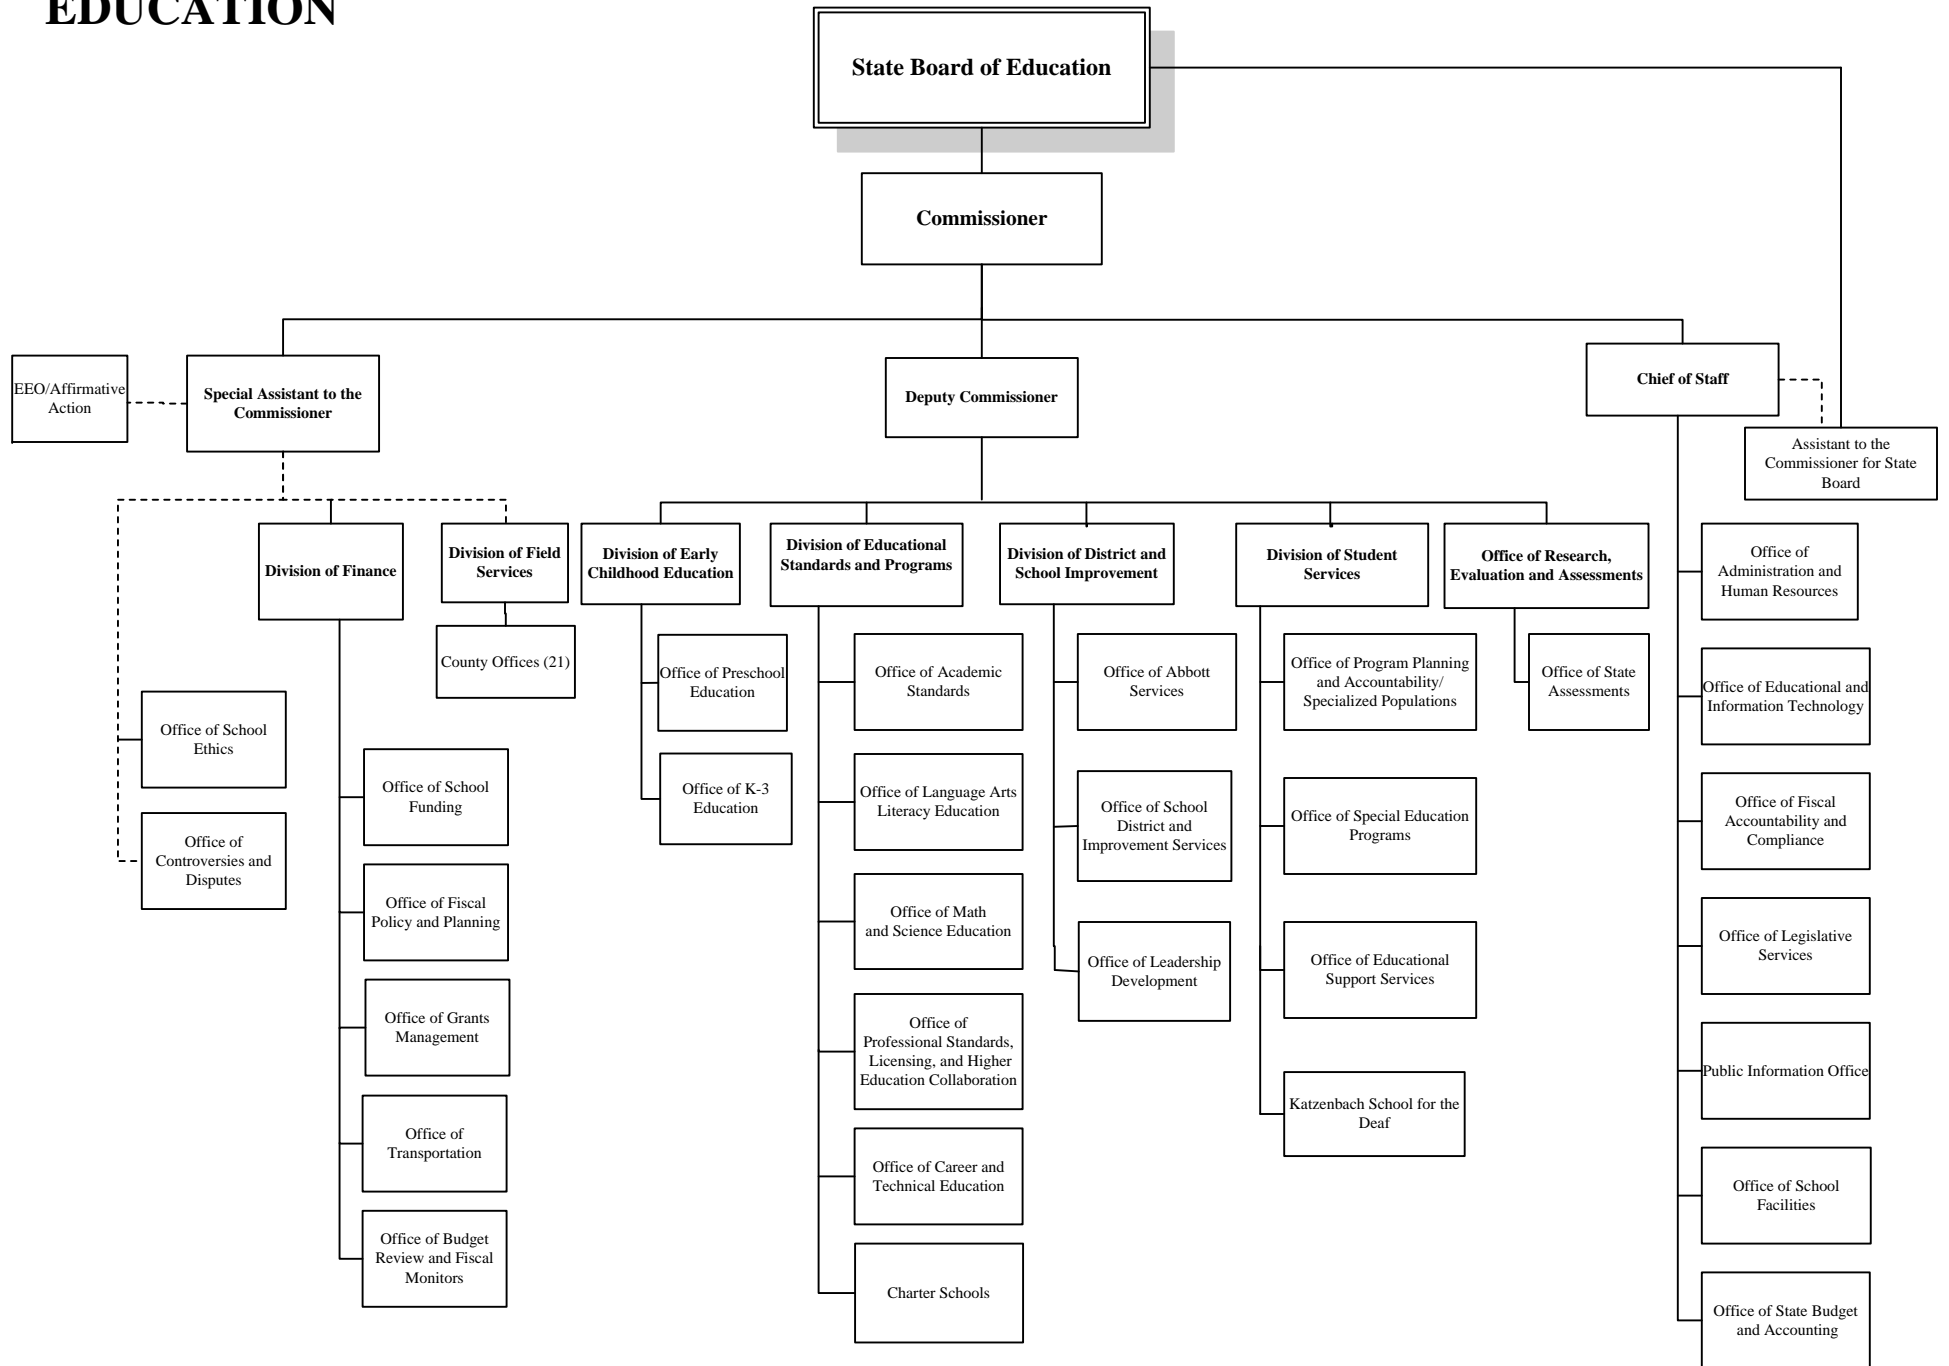 EDUCATION
State Board of Education
Commissioner
EEO/Affirmative
Action
Special Assistant to the
Commissioner
Deputy Commissioner
Chief of Staff
Assistant to the
Commissioner for State
Board
Division of Finance
Division of Field
Services
Division of Early
Childhood Education
Division of Educational
Standards and Programs
Division of District and
School Improvement
Division of Student
Services
Office of Research,
Evaluation and Assessments
County Offices (21)
Office of School
Ethics
Office of
Controversies and
Disputes
Office of School
Funding
Office of Fiscal
Policy and Planning
Office of Grants
Management
Office of
Transportation
Office of Budget
Review and Fiscal
Monitors
Office of Preschool
Education
Office of K-3
Education
Office of Academic
Standards
Office of Language Arts
Literacy Education
Office of Math
and Science Education
Office of
Professional Standards,
Licensing, and Higher
Education Collaboration
Office of Career and
Technical Education
Charter Schools
Office of Abbott
Services
Office of School
District and
Improvement Services
Office of Leadership
Development
Office of Program Planning
and Accountability/
Specialized Populations
Office of Special Education
Programs
Office of Educational
Support Services
Katzenbach School for the
Deaf
Office of State
Assessments
Office of
Administration and
Human Resources
Office of Educational and
Information Technology
Office of Fiscal
Accountability and
Compliance
Office of Legislative
Services
Public Information Office
Office of School
Facilities
Office of State Budget
and Accounting